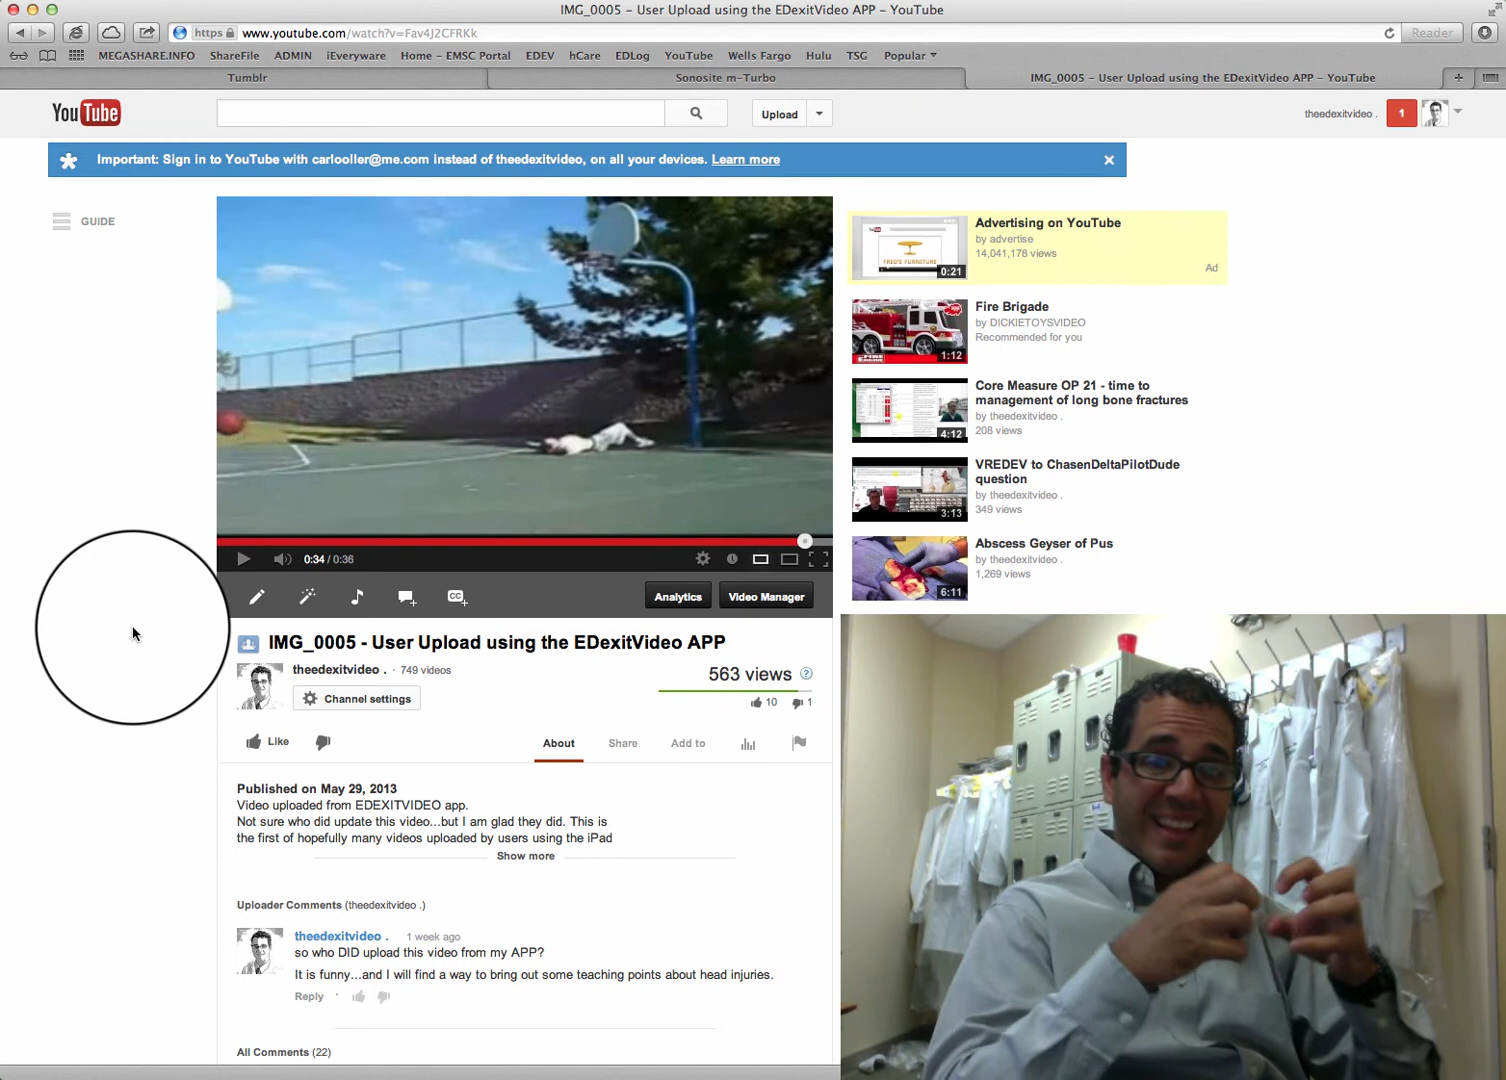 IMG_0005 - User Upload using the EDexitVideo APP - YouTube
https www.youtube.com/watch?v=Fav4J2CFRKk
Reader
MEGASHARE.INFO ShareFile ADMIN iEveryware Home - EMSC Portal EDEV hCare EDLog YouTube Wells Fargo Hulu TSG Popular
Tumblr Sonosite m-Turbo IMG_0005 - User Upload using the EDexitVideo APP - YouTube
YouTube Upload theedexitvideo . 1
Important: Sign in to YouTube with carlooller@me.com instead of theedexitvideo, on all your devices. Learn more
GUIDE
0:34 / 0:36
CC
Analytics Video Manager
IMG_0005 - User Upload using the EDexitVideo APP
theedexitvideo . · 749 videos
Channel settings
563 views ?
10 1
Like
About Share Add to
Published on May 29, 2013
Video uploaded from EDEXITVIDEO app.
Not sure who did update this video...but I am glad they did. This is
the first of hopefully many videos uploaded by users using the iPad
Show more
Uploader Comments (theedexitvideo .)
theedexitvideo . 1 week ago
so who DID upload this video from my APP?
It is funny...and I will find a way to bring out some teaching points about head injuries.
Reply ·
All Comments (22)
Advertising on YouTube
by advertise
14,041,178 views
Ad
FRED'S FURNITURE
0:21
Fire Brigade
by DICKIETOYSVIDEO
Recommended for you
1:12
Core Measure OP 21 - time to
management of long bone fractures
by theedexitvideo .
208 views
4:12
VREDEV to ChasenDeltaPilotDude
question
by theedexitvideo .
349 views
3:13
Abscess Geyser of Pus
by theedexitvideo .
1,269 views
6:11